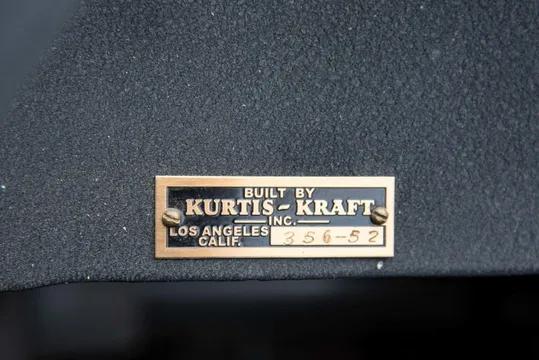 BUILT BY
KURTIS-KRAFT
INC.
LOS ANGELES
CALIF.
356-52